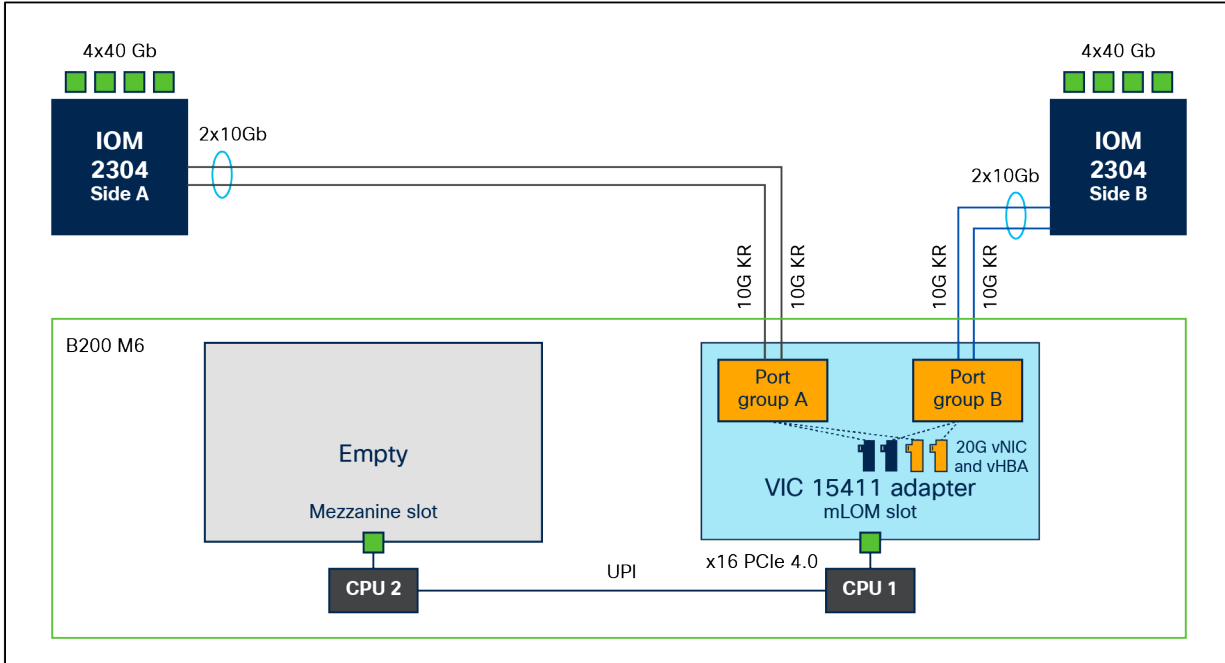 4x40 Gb
IOM
2304
Side A
2x10Gb
4x40 Gb
IOM
2304
Side B
2x10Gb
10G KR
10G KR
10G KR
10G KR
B200 M6
Empty
Mezzanine slot
Port
group A
Port
group B
20G vNIC
and vHBA
VIC 15411 adapter
mLOM slot
x16 PCIe 4.0
CPU 2
UPI
CPU 1